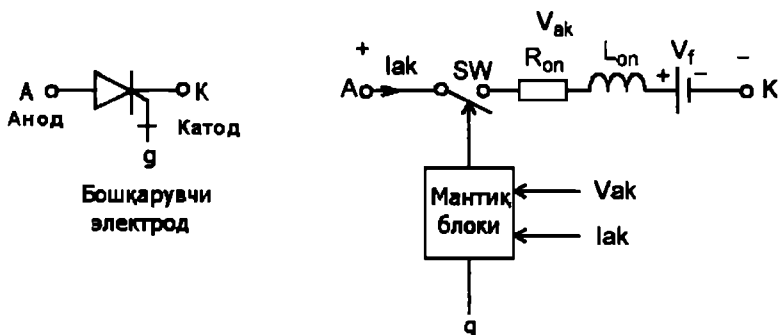 A
K
Анод
Катод
g
Бошқарувчи
электрод
+
Iak
Vak
-
A
SW
Ron
Lon
Vf
+
-
K
Мантиқ
блоки
Vak
Iak
g